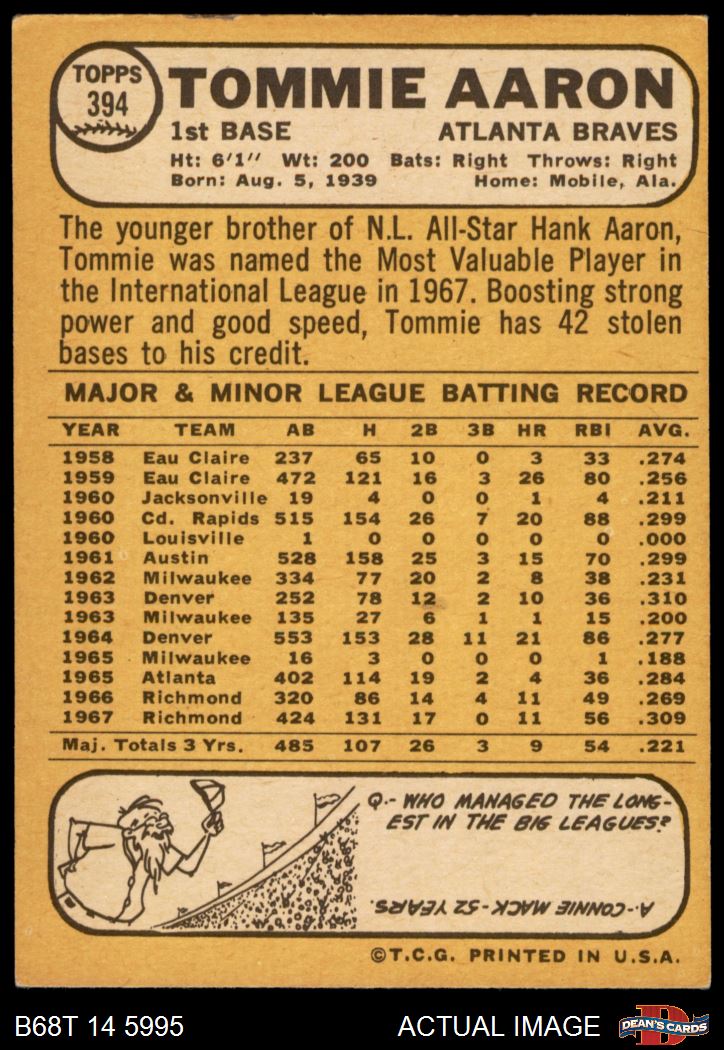 TOPPS
394
TOMMIE AARON
1st BASE ATLANTA BRAVES
Ht: 6'1" Wt: 200 Bats: Right Throws: Right
Born: Aug. 5, 1939 Home: Mobile, Ala.
The younger brother of N.L. All-Star Hank Aaron,
Tommie was named the Most Valuable Player in
the International League in 1967. Boosting strong
power and good speed, Tommie has 42 stolen
bases to his credit.
MAJOR & MINOR LEAGUE BATTING RECORD
YEAR TEAM AB H 2B 3B HR RBI AVG.
1958 Eau Claire 237 65 10 0 3 33 .274
1959 Eau Claire 472 121 16 3 26 80 .256
1960 Jacksonville 19 4 0 0 1 4 .211
1960 Cd. Rapids 515 154 26 7 20 88 .299
1960 Louisville 1 0 0 0 0 0 .000
1961 Austin 528 158 25 3 15 70 .299
1962 Milwaukee 334 77 20 2 8 38 .231
1963 Denver 252 78 12 2 10 36 .310
1963 Milwaukee 135 27 6 1 1 15 .200
1964 Denver 553 153 28 11 21 86 .277
1965 Milwaukee 16 3 0 0 0 1 .188
1965 Atlanta 402 114 19 2 4 36 .284
1966 Richmond 320 86 14 4 11 49 .269
1967 Richmond 424 131 17 0 11 56 .309
Maj. Totals 3 Yrs. 485 107 26 3 9 54 .221
Q.- WHO MANAGED THE LONG-
EST IN THE BIG LEAGUES?
A.- CONNIE MACK - 52 YEARS.
©T.C.G. PRINTED IN U.S.A.
B68T 14 5995 ACTUAL IMAGE D DEAN'S CARDS